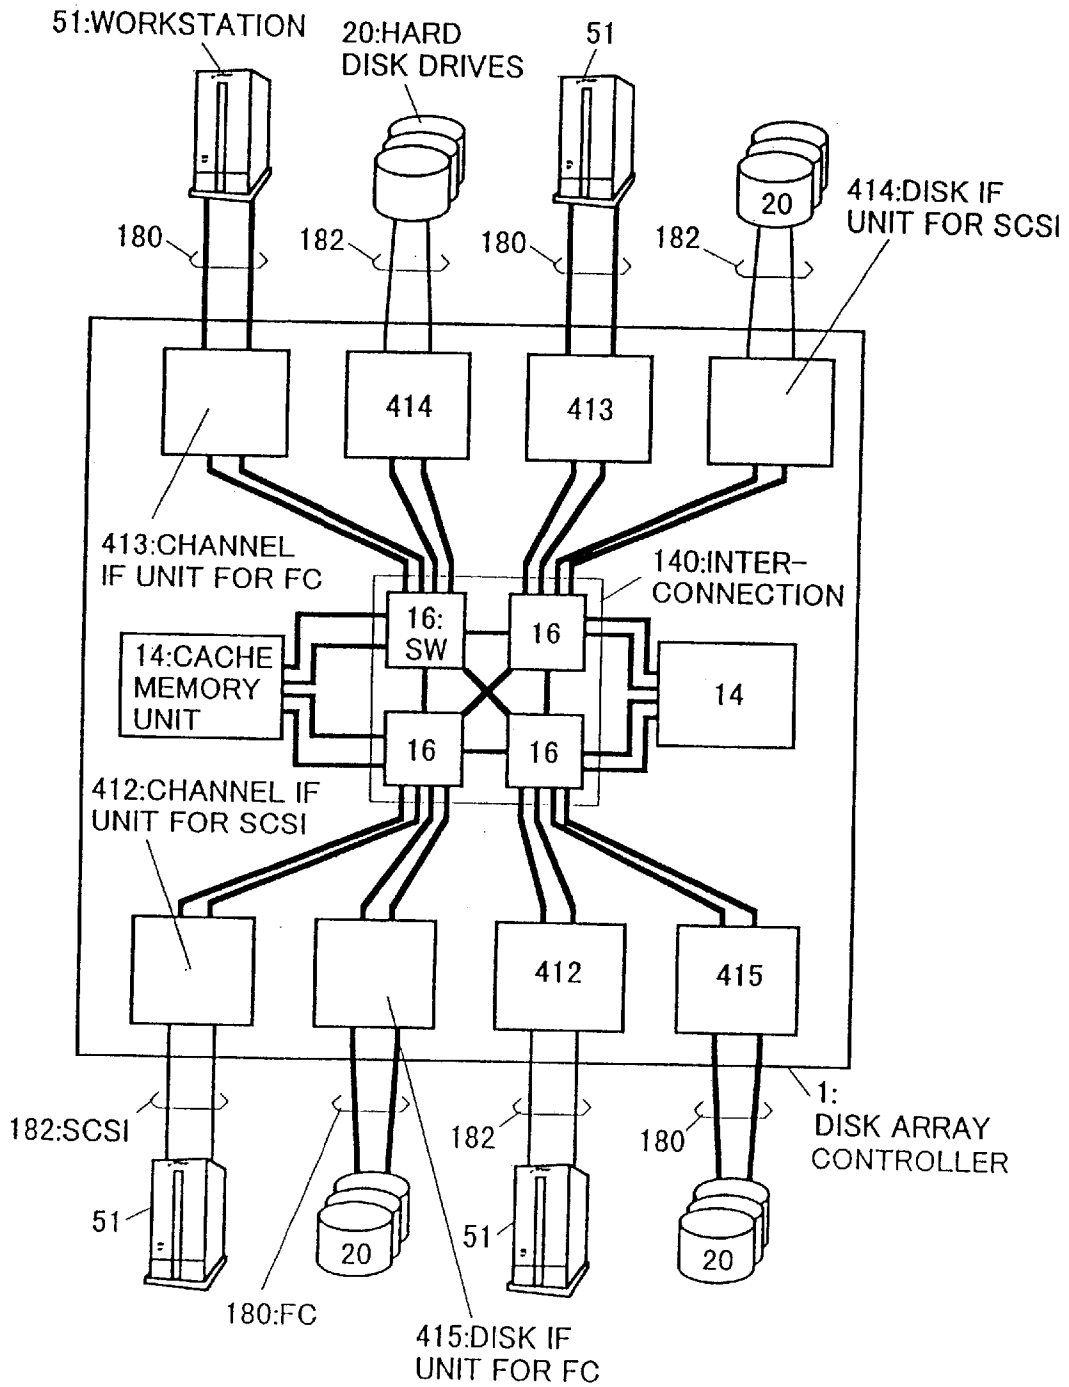 51:WORKSTATION
20:HARD
DISK DRIVES
51
20
414:DISK IF
UNIT FOR SCSI
180
182
180
182
414
413
413:CHANNEL
IF UNIT FOR FC
140:INTER-
CONNECTION
16:
SW
16
14:CACHE
MEMORY
UNIT
14
16
16
412:CHANNEL IF
UNIT FOR SCSI
412
415
182:SCSI
182
180
1:
DISK ARRAY
CONTROLLER
51
20
51
20
180:FC
415:DISK IF
UNIT FOR FC